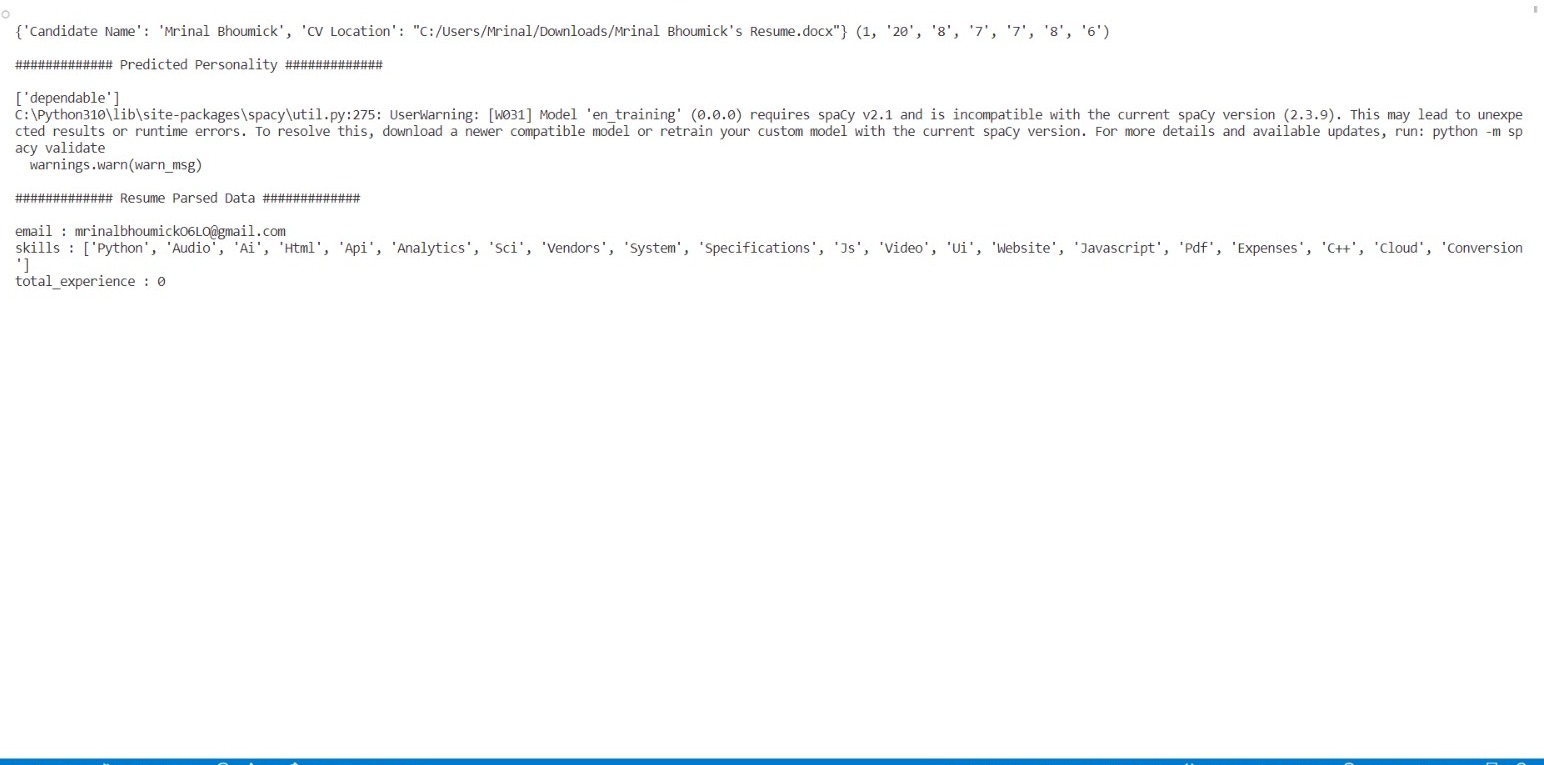 {'Candidate Name': 'Mrinal Bhoumick', 'CV Location': "C:/Users/Mrinal/Downloads/Mrinal Bhoumick's Resume.docx"} (1, '20', '8', '7', '7', '8', '6')
############# Predicted Personality #############
['dependable']
C:\Python310\lib\site-packages\spacy\util.py:275: UserWarning: [W031] Model 'en_training' (0.0.0) requires spaCy v2.1 and is incompatible with the current spaCy version (2.3.9). This may lead to unexpe
cted results or runtime errors. To resolve this, download a newer compatible model or retrain your custom model with the current spaCy version. For more details and available updates, run: python -m sp
acy validate
  warnings.warn(warn_msg)
############# Resume Parsed Data #############
email : mrinalbhoumickO6LO@gmail.com
skills : ['Python', 'Audio', 'Ai', 'Html', 'Api', 'Analytics', 'Sci', 'Vendors', 'System', 'Specifications', 'Js', 'Video', 'Ui', 'Website', 'Javascript', 'Pdf', 'Expenses', 'C++', 'Cloud', 'Conversion
']
total_experience : 0